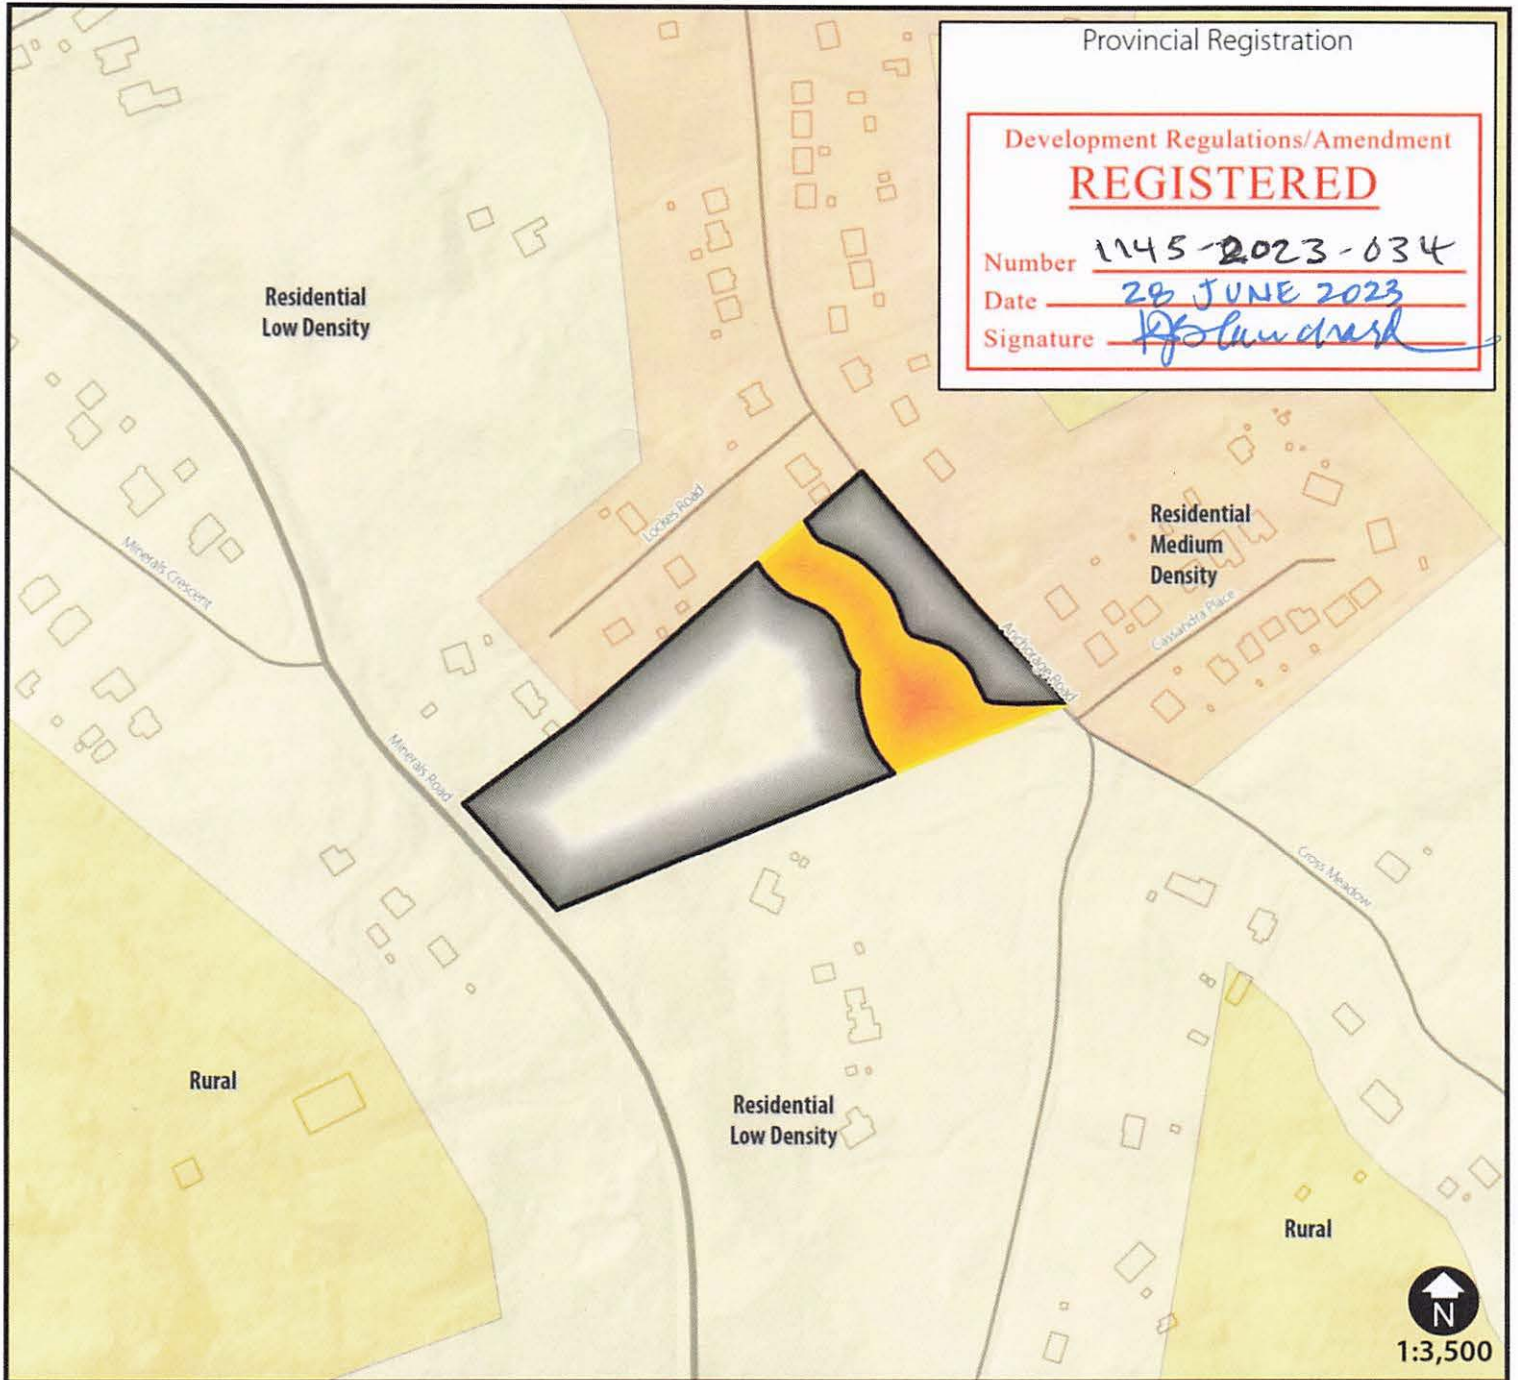 Provincial Registration
Development Regulations/Amendment
REGISTERED
Number 1145-2023-034
Date 28 JUNE 2023
Signature
Residential
Low Density
Lockes Road
Residential
Medium
Density
Minerals Crescent
Cassandra Place
Anchorage Road
Minerals Road
Cross Meadow
Rural
Residential
Low Density
Rural
N
1:3,500